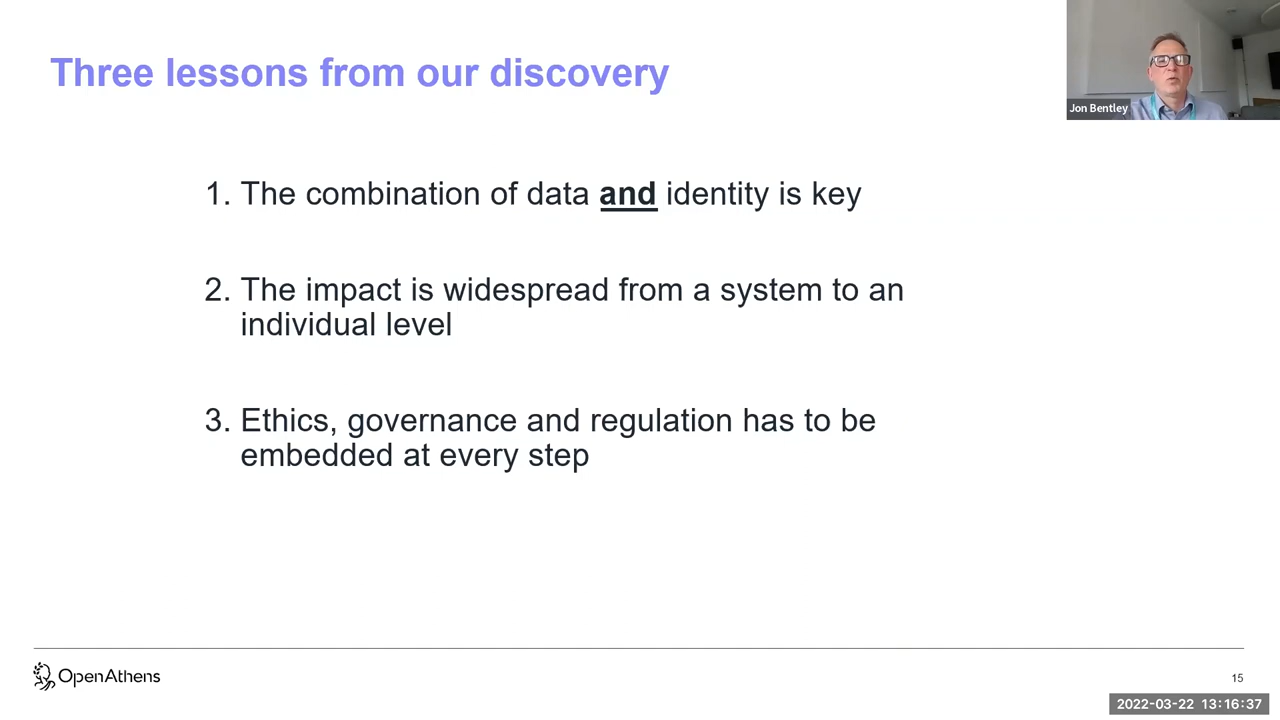 Three lessons from our discovery
Jon Bentley
1. The combination of data and identity is key
2. The impact is widespread from a system to an
individual level
3. Ethics, governance and regulation has to be
embedded at every step
OpenAthens
15
2022-03-22 13:16:37